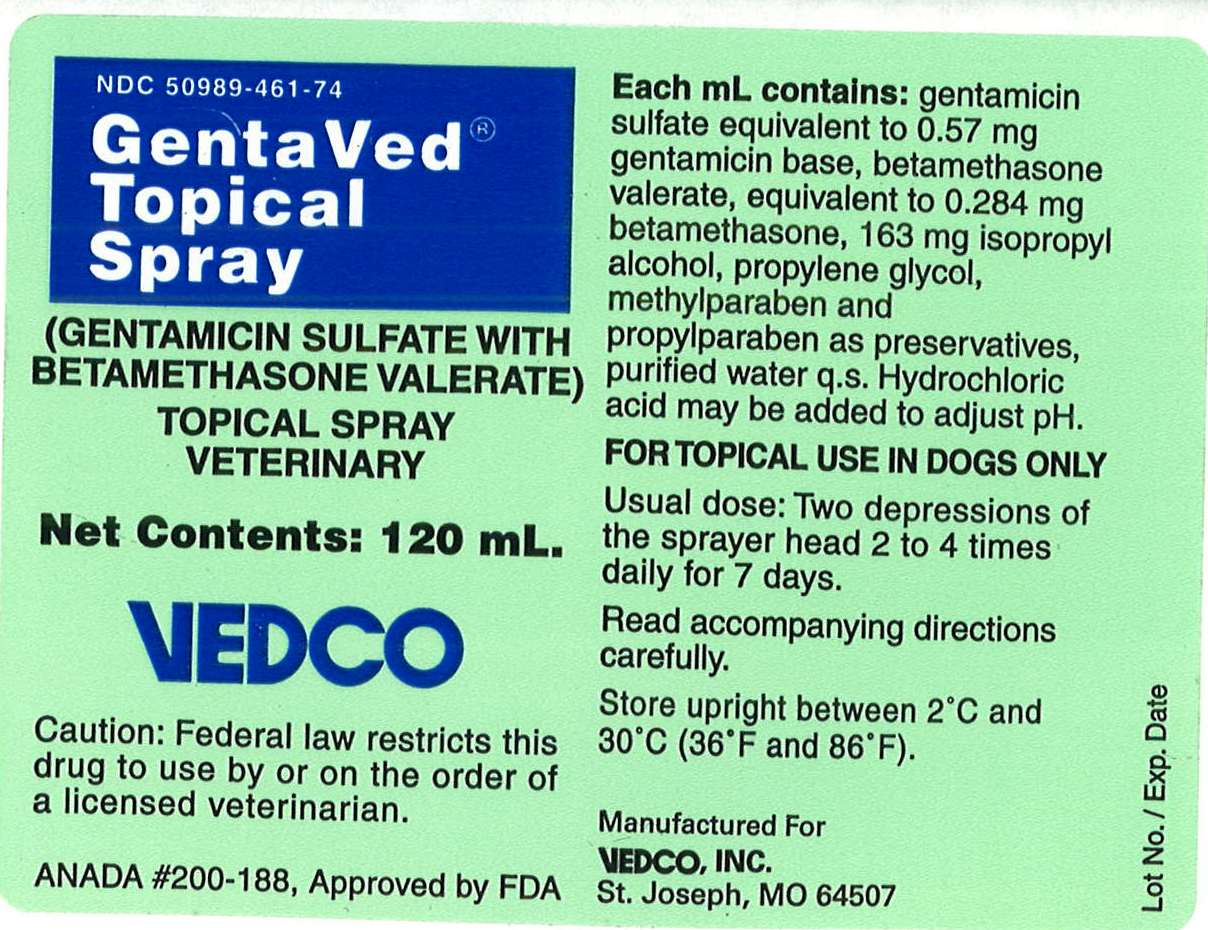 NDC 50989-461-74
GentaVed®
Topical
Spray
(GENTAMICIN SULFATE WITH
BETAMETHASONE VALERATE)
TOPICAL SPRAY
VETERINARY
Net Contents: 120 mL.
VEDCO
Caution: Federal law restricts this
drug to use by or on the order of
a licensed veterinarian.
ANADA #200-188, Approved by FDA
Each mL contains: gentamicin
sulfate equivalent to 0.57 mg
gentamicin base, betamethasone
valerate, equivalent to 0.284 mg
betamethasone, 163 mg isopropyl
alcohol, propylene glycol,
methylparaben and
propylparaben as preservatives,
purified water q.s. Hydrochloric
acid may be added to adjust pH.
FOR TOPICAL USE IN DOGS ONLY
Usual dose: Two depressions of
the sprayer head 2 to 4 times
daily for 7 days.
Read accompanying directions
carefully.
Store upright between 2°C and
30°C (36°F and 86°F).
Manufactured For
VEDCO, INC.
St. Joseph, MO 64507
Lot No. / Exp. Date